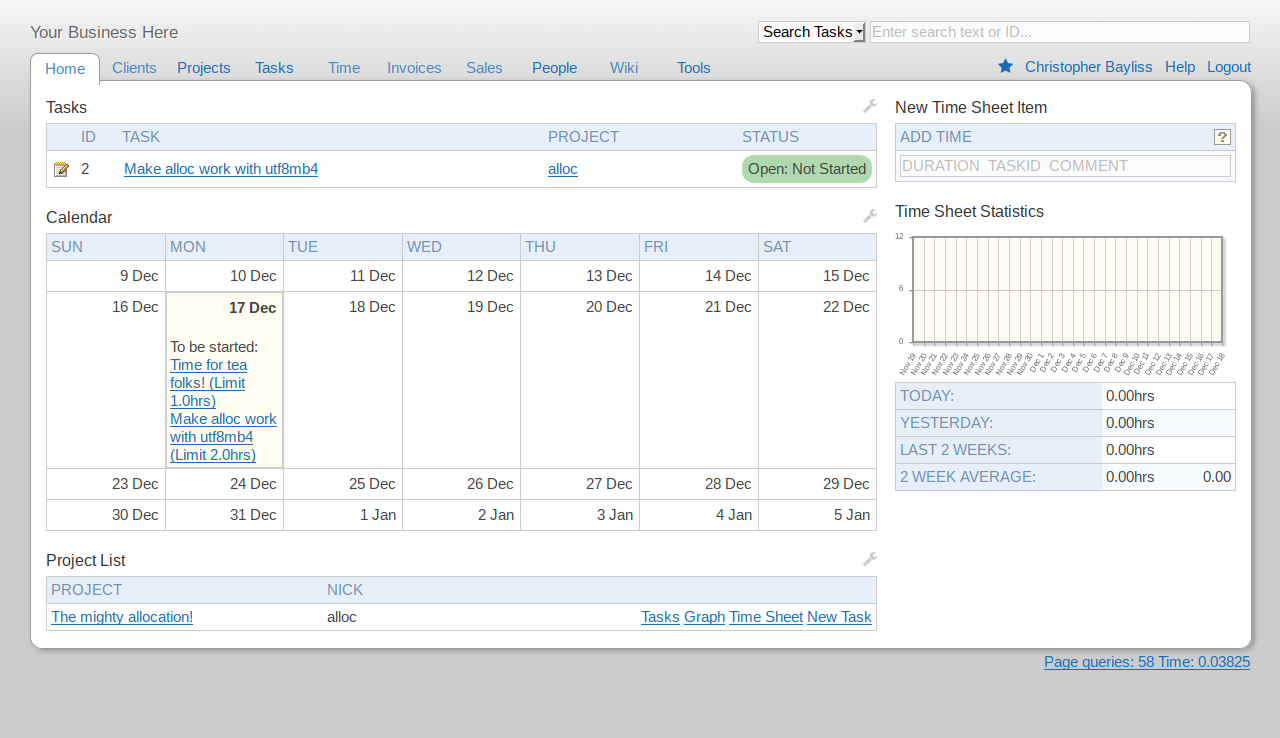 Your Business Here
Search Tasks Enter search text or ID...
Home Clients Projects Tasks Time Invoices Sales People Wiki Tools Christopher Bayliss Help Logout
Tasks
ID TASK PROJECT STATUS
2 Make alloc work with utf8mb4 alloc Open: Not Started
Calendar
SUN MON TUE WED THU FRI SAT
9 Dec 10 Dec 11 Dec 12 Dec 13 Dec 14 Dec 15 Dec
16 Dec 17 Dec 18 Dec 19 Dec 20 Dec 21 Dec 22 Dec
To be started:
Time for tea
folks! (Limit
1.0hrs)
Make alloc work
with utf8mb4
(Limit 2.0hrs)
23 Dec 24 Dec 25 Dec 26 Dec 27 Dec 28 Dec 29 Dec
30 Dec 31 Dec 1 Jan 2 Jan 3 Jan 4 Jan 5 Jan
Project List
PROJECT NICK
The mighty allocation! alloc Tasks Graph Time Sheet New Task
New Time Sheet Item
ADD TIME ?
DURATION TASKID COMMENT
Time Sheet Statistics
12
6
0
Nov 19 Nov 20 Nov 21 Nov 22 Nov 23 Nov 24 Nov 25 Nov 26 Nov 27 Nov 28 Nov 29 Nov 30 Dec 1 Dec 2 Dec 3 Dec 4 Dec 5 Dec 6 Dec 7 Dec 8 Dec 9 Dec 10 Dec 11 Dec 12 Dec 13 Dec 14 Dec 15 Dec 16 Dec 17 Dec 18
TODAY: 0.00hrs
YESTERDAY: 0.00hrs
LAST 2 WEEKS: 0.00hrs
2 WEEK AVERAGE: 0.00hrs 0.00
Page queries: 58 Time: 0.03825